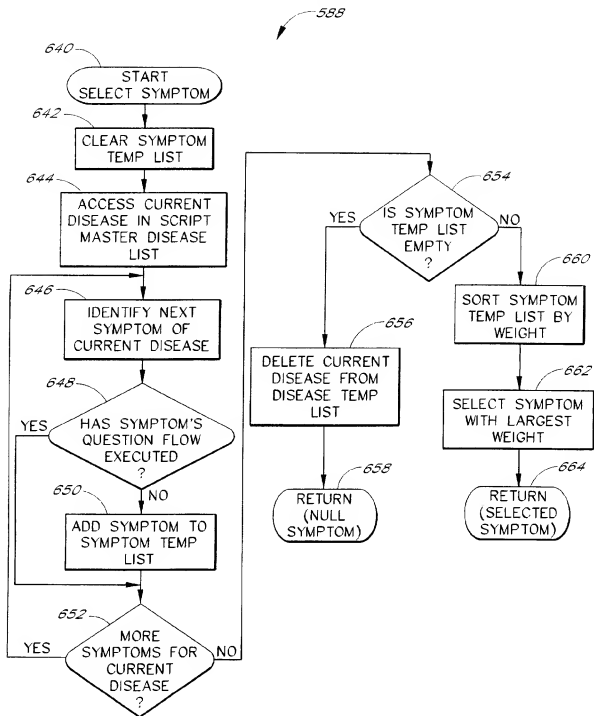 588
640
START
SELECT SYMPTOM
642
CLEAR SYMPTOM
TEMP LIST
644
ACCESS CURRENT
DISEASE IN SCRIPT
MASTER DISEASE
LIST
646
IDENTIFY NEXT
SYMPTOM OF
CURRENT DISEASE
648
HAS SYMPTOM'S
QUESTION FLOW
EXECUTED
?
YES
NO
650
ADD SYMPTOM TO
SYMPTOM TEMP
LIST
652
MORE
SYMPTOMS FOR
CURRENT
DISEASE
?
YES
NO
654
IS SYMPTOM
TEMP LIST
EMPTY
?
YES
NO
656
DELETE CURRENT
DISEASE FROM
DISEASE TEMP
LIST
658
RETURN
(NULL
SYMPTOM)
660
SORT SYMPTOM
TEMP LIST BY
WEIGHT
662
SELECT SYMPTOM
WITH LARGEST
WEIGHT
664
RETURN
(SELECTED
SYMPTOM)